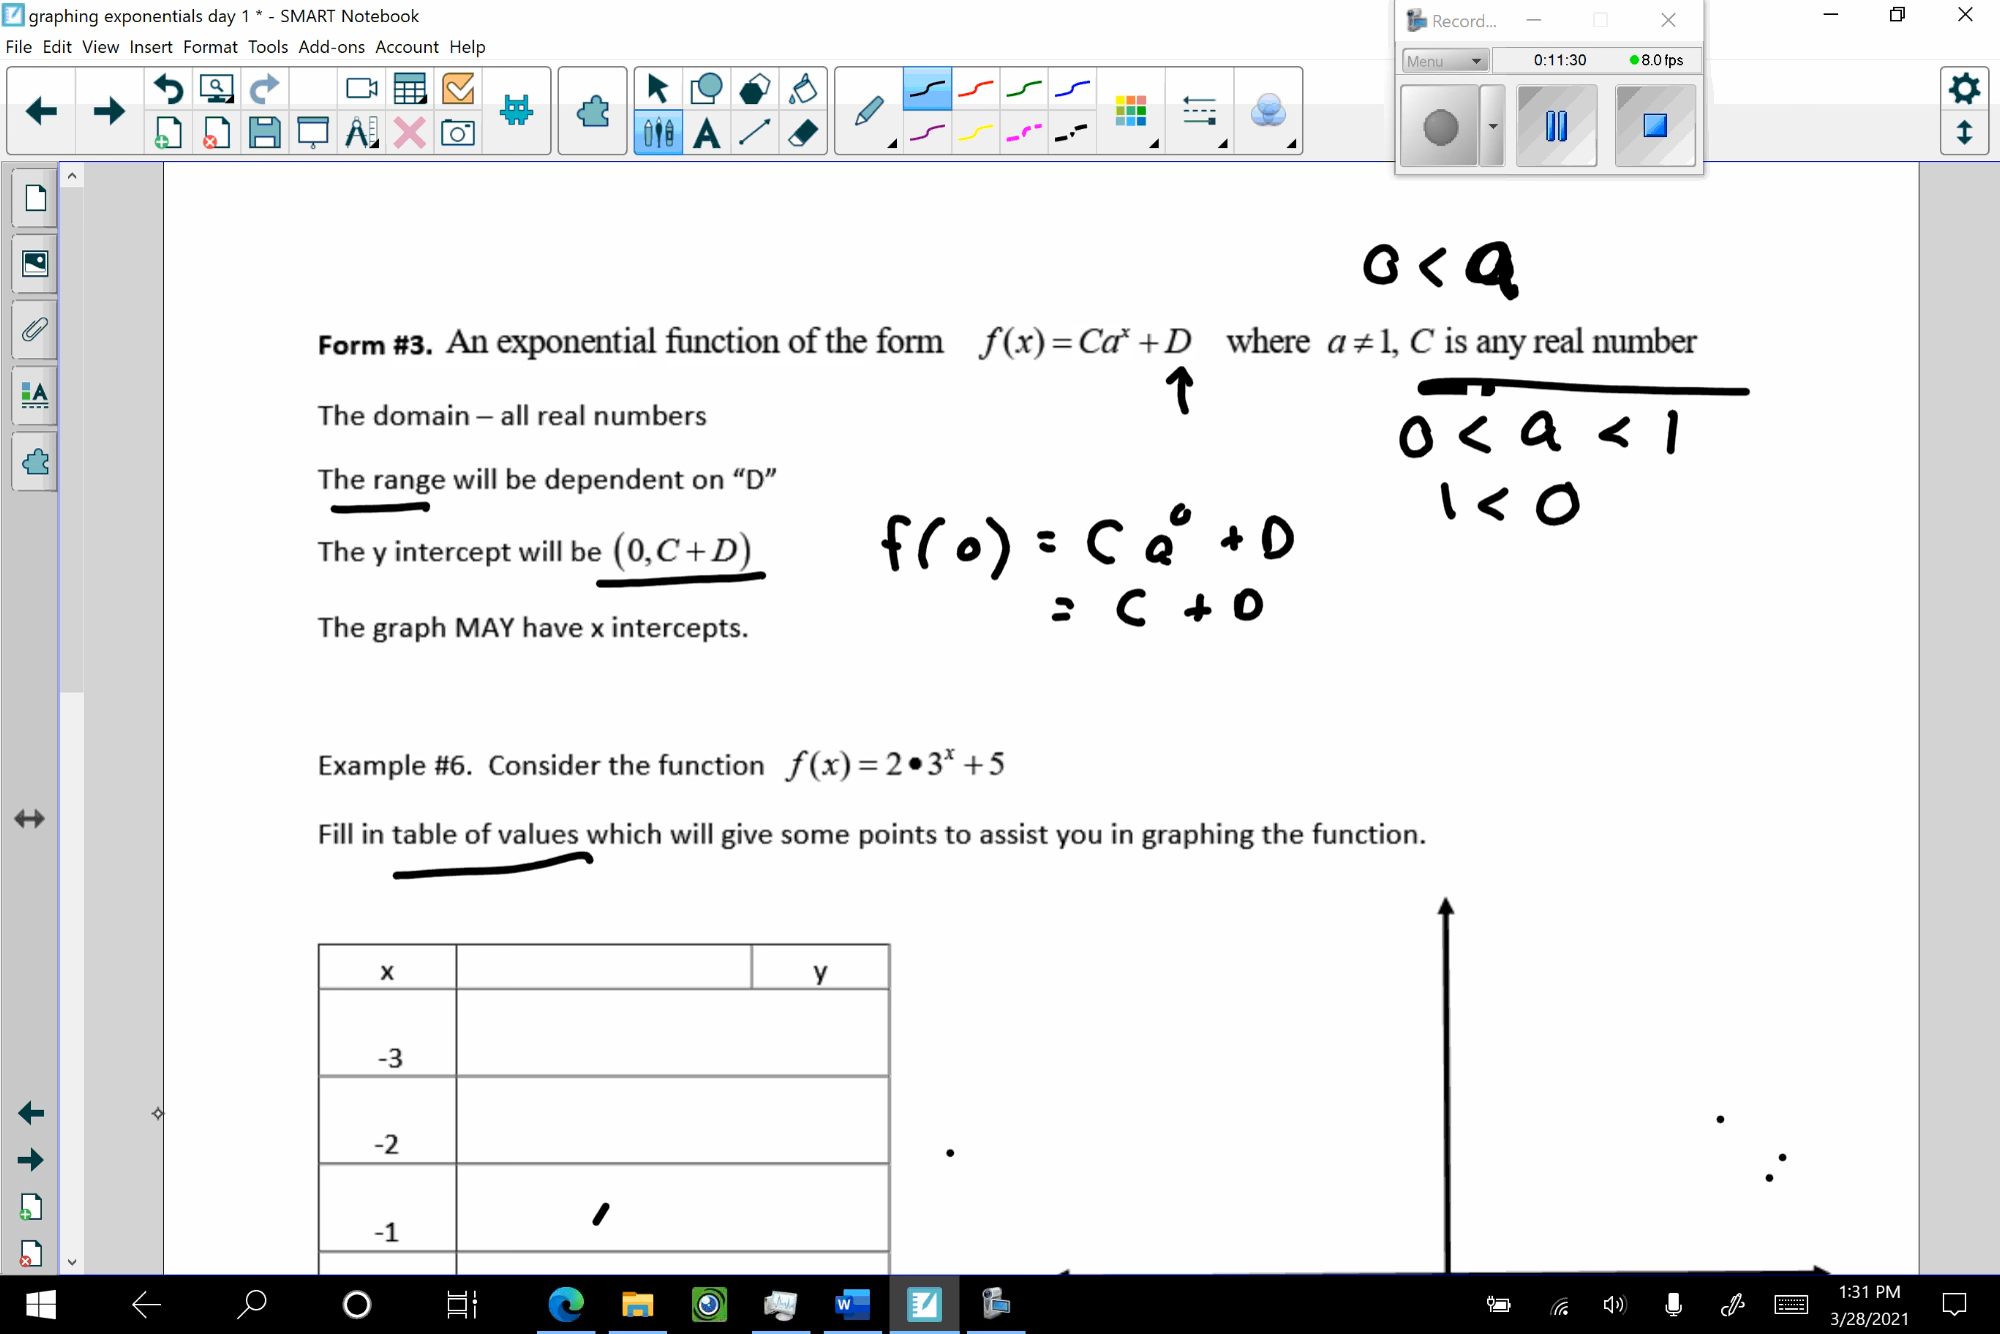 graphing exponentials day 1 * - SMART Notebook
Record...
File Edit View Insert Format Tools Add-ons Account Help
Menu
0:11:30
8.0 fps
0 < a
Form #3. An exponential function of the form f(x) = Ca^x + D where a ≠ 1, C is any real number
The domain – all real numbers
0 < a < 1
The range will be dependent on “D”
1 < 0
The y intercept will be (0, C + D)
f(0) = C a^0 + D
= C + D
The graph MAY have x intercepts.
Example #6. Consider the function f(x) = 2 • 3^x + 5
Fill in table of values which will give some points to assist you in graphing the function.
x y
-3
-2
-1
1:31 PM
3/28/2021